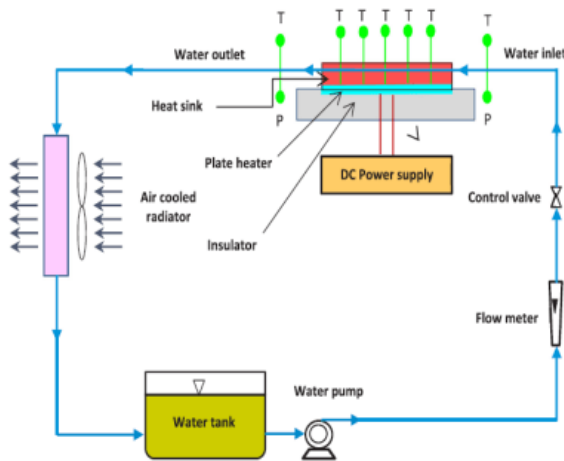 T T T T T T T
Water outlet
Water inlet
Heat sink
P
P
Plate heater
DC Power supply
Air cooled
radiator
Control valve
Insulator
Flow meter
Water pump
Water tank